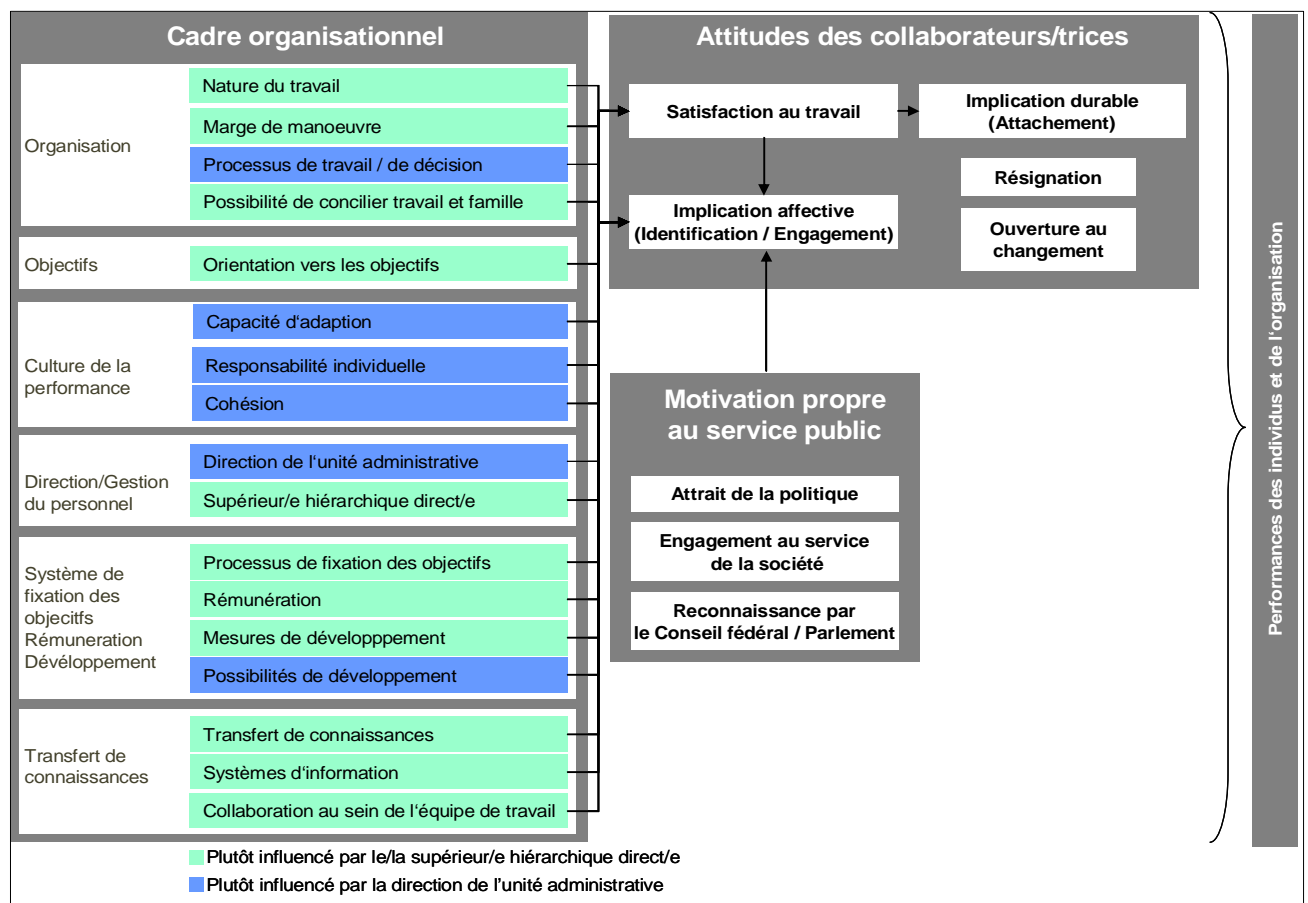 Cadre organisationnel
Organisation
Nature du travail
Marge de manoeuvre
Processus de travail / de décision
Possibilité de concilier travail et famille
Objectifs
Orientation vers les objectifs
Culture de la
performance
Capacité d‘adaption
Responsabilité individuelle
Cohésion
Direction/Gestion
du personnel
Direction de l‘unité administrative
Supérieur/e hiérarchique direct/e
Système de
fixation des
objecitfs
Rémuneration
Dévéloppement
Processus de fixation des objectifs
Rémunération
Mesures de développpement
Possibilités de développement
Transfert de
connaissances
Transfert de connaissances
Systèmes d‘information
Collaboration au sein de l‘équipe de travail
Plutôt influencé par le/la supérieur/e hiérarchique direct/e
Plutôt influencé par la direction de l‘unité administrative
Attitudes des collaborateurs/trices
Satisfaction au travail
Implication durable
(Attachement)
Résignation
Implication affective
(Identification / Engagement)
Ouverture au
changement
Motivation propre
au service public
Attrait de la politique
Engagement au service
de la société
Reconnaissance par
le Conseil fédéral / Parlement
Performances des individus et de l‘organisation